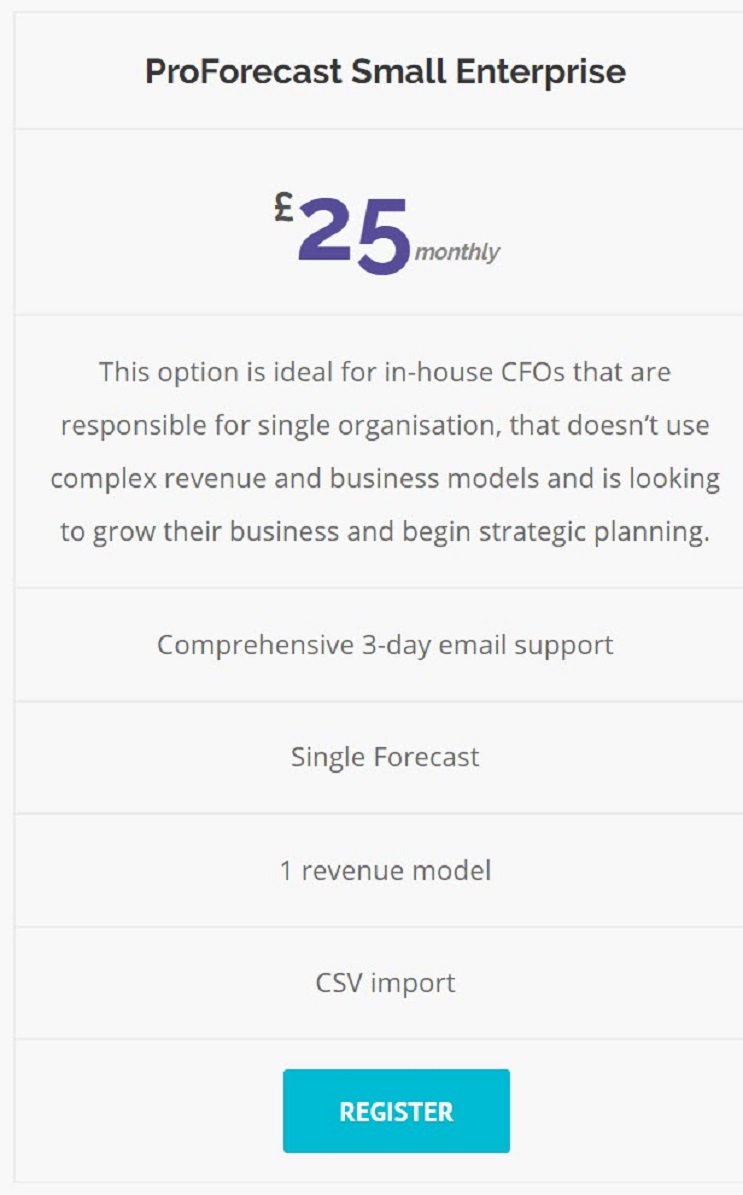 ProForecast Small Enterprise
£25 monthly
This option is ideal for in-house CFOs that are
responsible for single organisation, that doesn’t use
complex revenue and business models and is looking
to grow their business and begin strategic planning.
Comprehensive 3-day email support
Single Forecast
1 revenue model
CSV import
REGISTER